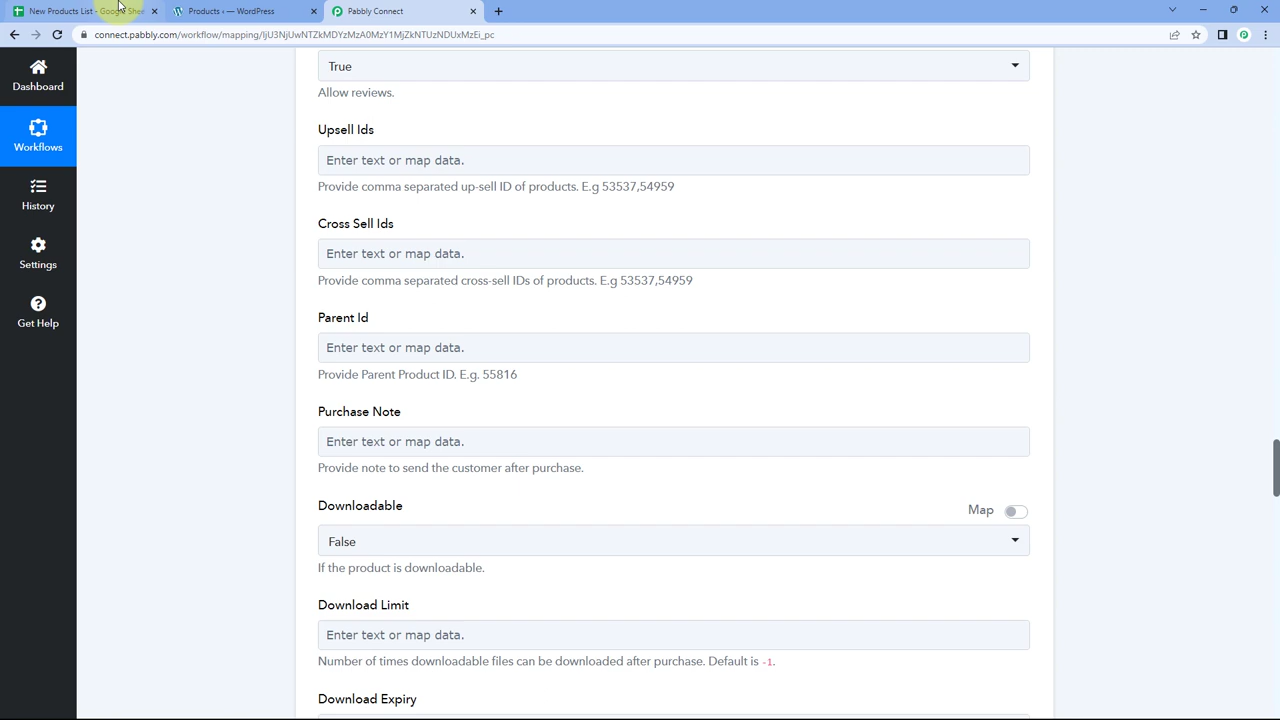 New Products List - Google Shee
Products ‹ — WordPress
Pabbly Connect
connect.pabbly.com/workflow/mapping/IjU3NjUwNTZkMDYzMzA0MzY1MjZkNTUzNDUxMzEi_pc
Dashboard
Workflows
History
Settings
Get Help
True
Allow reviews.
Upsell Ids
Enter text or map data.
Provide comma separated up-sell ID of products. E.g 53537,54959
Cross Sell Ids
Enter text or map data.
Provide comma separated cross-sell IDs of products. E.g 53537,54959
Parent Id
Enter text or map data.
Provide Parent Product ID. E.g. 55816
Purchase Note
Enter text or map data.
Provide note to send the customer after purchase.
Downloadable
Map
False
If the product is downloadable.
Download Limit
Enter text or map data.
Number of times downloadable files can be downloaded after purchase. Default is -1.
Download Expiry